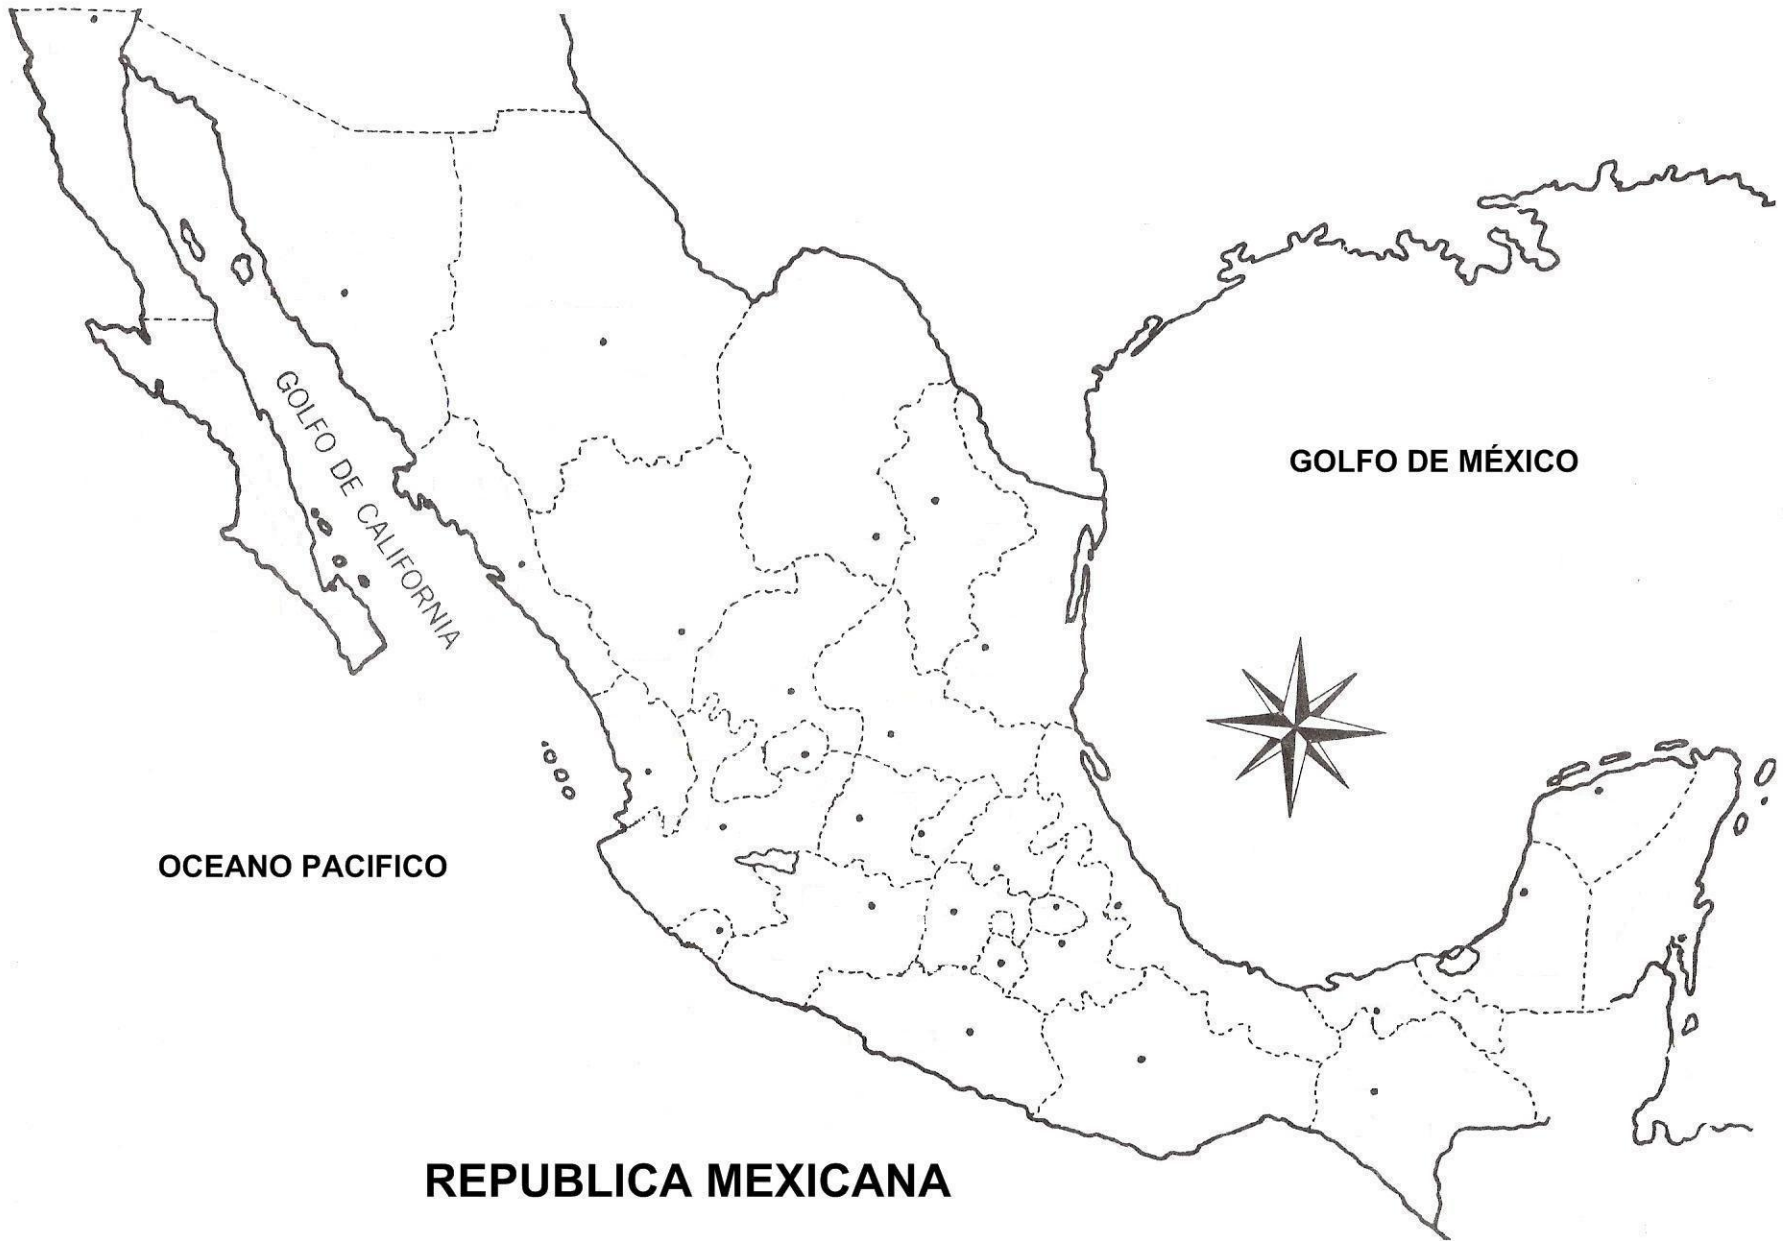 GOLFO DE CALIFORNIA
GOLFO DE MÉXICO
OCEANO PACIFICO
REPUBLICA MEXICANA